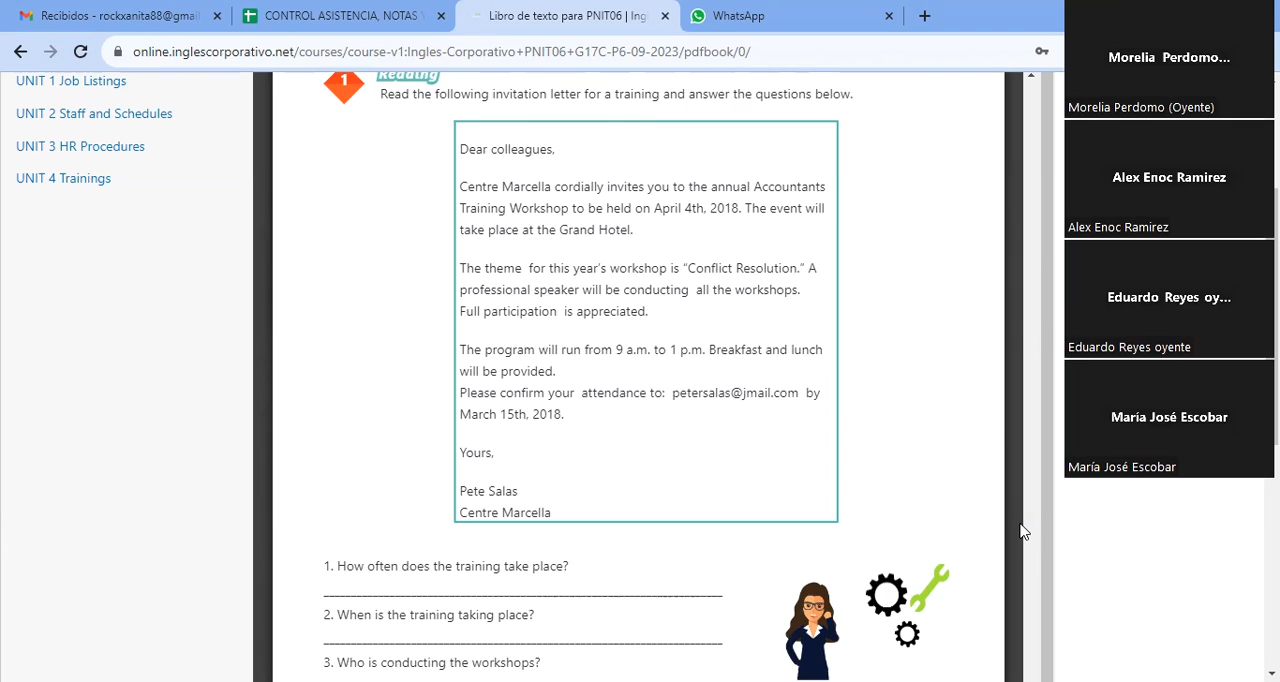 Recibidos - rockxanita88@gmail
CONTROL ASISTENCIA, NOTAS Y
Libro de texto para PNIT06 | Ing
WhatsApp
online.inglescorporativo.net/courses/course-v1:Ingles-Corporativo+PNIT06+G17C-P6-09-2023/pdfbook/0/
UNIT 1 Job Listings
UNIT 2 Staff and Schedules
UNIT 3 HR Procedures
UNIT 4 Trainings
1
Reading
Read the following invitation letter for a training and answer the questions below.
Dear colleagues,
Centre Marcella cordially invites you to the annual Accountants
Training Workshop to be held on April 4th, 2018. The event will
take place at the Grand Hotel.
The theme for this year's workshop is "Conflict Resolution." A
professional speaker will be conducting all the workshops.
Full participation is appreciated.
The program will run from 9 a.m. to 1 p.m. Breakfast and lunch
will be provided.
Please confirm your attendance to: petersalas@jmail.com by
March 15th, 2018.
Yours,
Pete Salas
Centre Marcella
1. How often does the training take place?
2. When is the training taking place?
3. Who is conducting the workshops?
Morelia Perdomo...
Morelia Perdomo (Oyente)
Alex Enoc Ramirez
Alex Enoc Ramirez
Eduardo Reyes oy...
Eduardo Reyes oyente
María José Escobar
María José Escobar